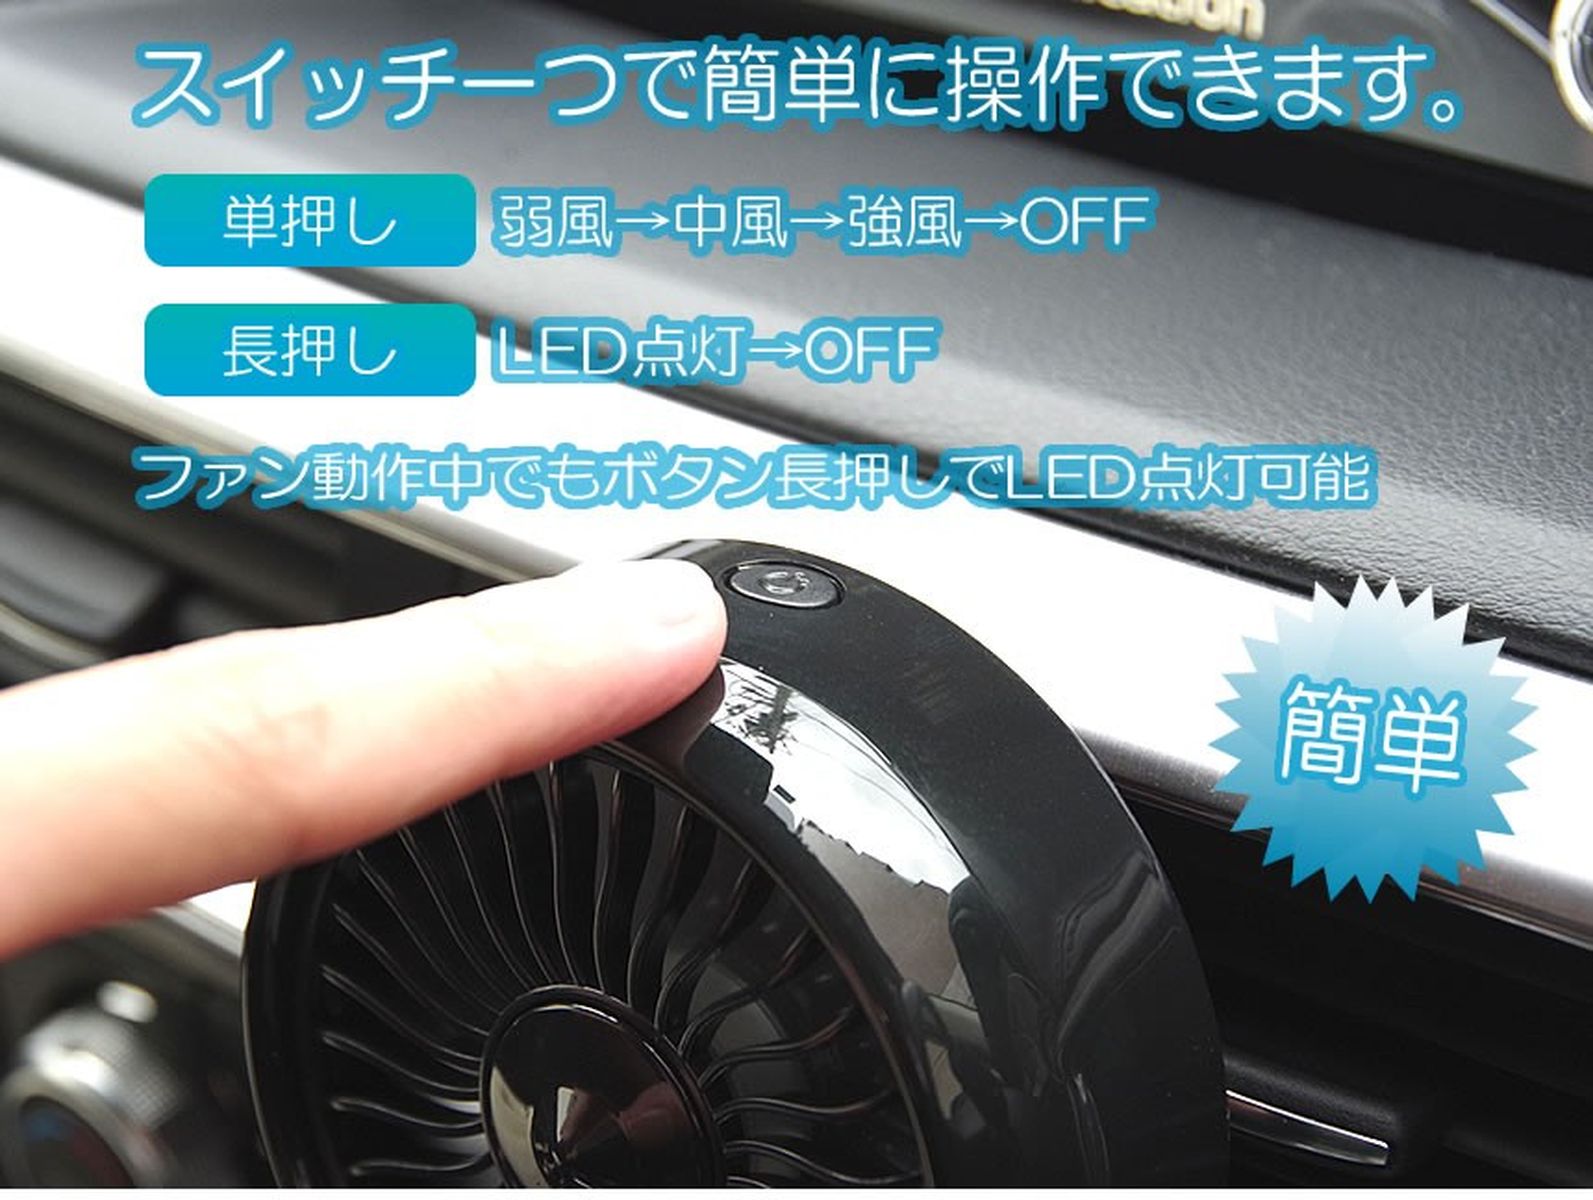 スイッチ一つで簡単に操作できます。
単押し 弱風→中風→強風→OFF
長押し LED点灯→OFF
ファン動作中でもボタン長押しでLED点灯可能
簡単